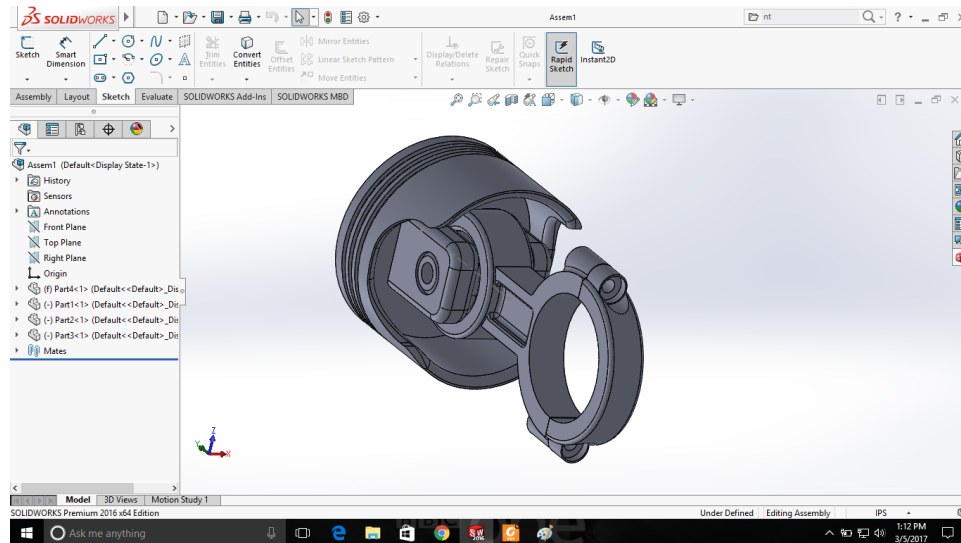 SOLIDWORKS
Assem1
nt
Sketch
Smart Dimension
Trim Entities
Convert Entities
Offset Entities
Mirror Entities
Linear Sketch Pattern
Move Entities
Display/Delete Relations
Repair Sketch
Quick Snaps
Rapid Sketch
Instant2D
Assembly Layout Sketch Evaluate SOLIDWORKS Add-Ins SOLIDWORKS MBD
Assem1 (Default<Display State-1>)
History
Sensors
Annotations
Front Plane
Top Plane
Right Plane
Origin
(f) Part4<1> (Default<<Default>_Dis
(-) Part1<1> (Default<<Default>_Dis
(-) Part2<1> (Default<<Default>_Dis
(-) Part3<1> (Default<<Default>_Dis
Mates
Z
Y
X
Model 3D Views Motion Study 1
SOLIDWORKS Premium 2016 x64 Edition
Under Defined Editing Assembly IPS
Ask me anything
1:12 PM
3/5/2017